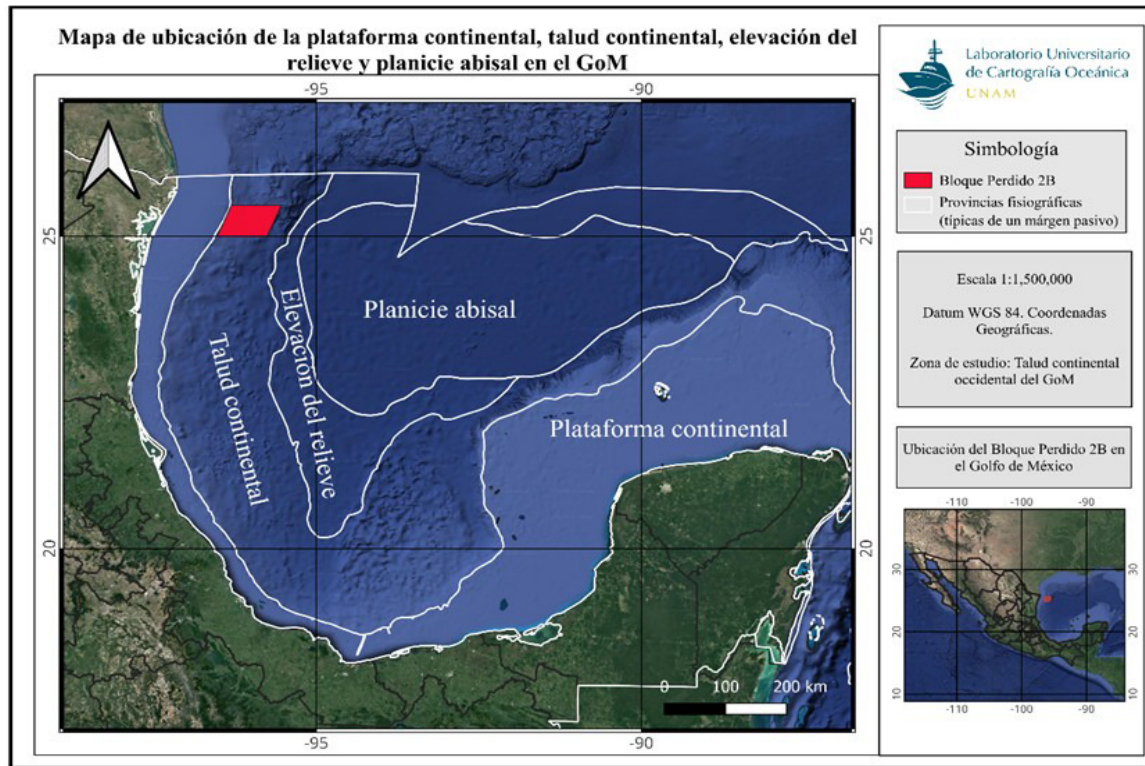 Mapa de ubicación de la plataforma continental, talud continental, elevación del
relieve y planicie abisal en el GoM
-95
-90
25
25
20
20
Planicie abisal
Elevación del relieve
Talud continental
Plataforma continental
0 100 200 km
-95
-90
Laboratorio Universitario
de Cartografía Oceánica
UNAM
Simbología
Bloque Perdido 2B
Provincias fisiográficas
(típicas de un márgen pasivo)
Escala 1:1,500,000
Datum WGS 84. Coordenadas
Geográficas.
Zona de estudio: Talud continental
occidental del GoM
Ubicación del Bloque Perdido 2B en
el Golfo de México
-110 -100 -90
30
30
20
20
10
10
-110 -100 -90